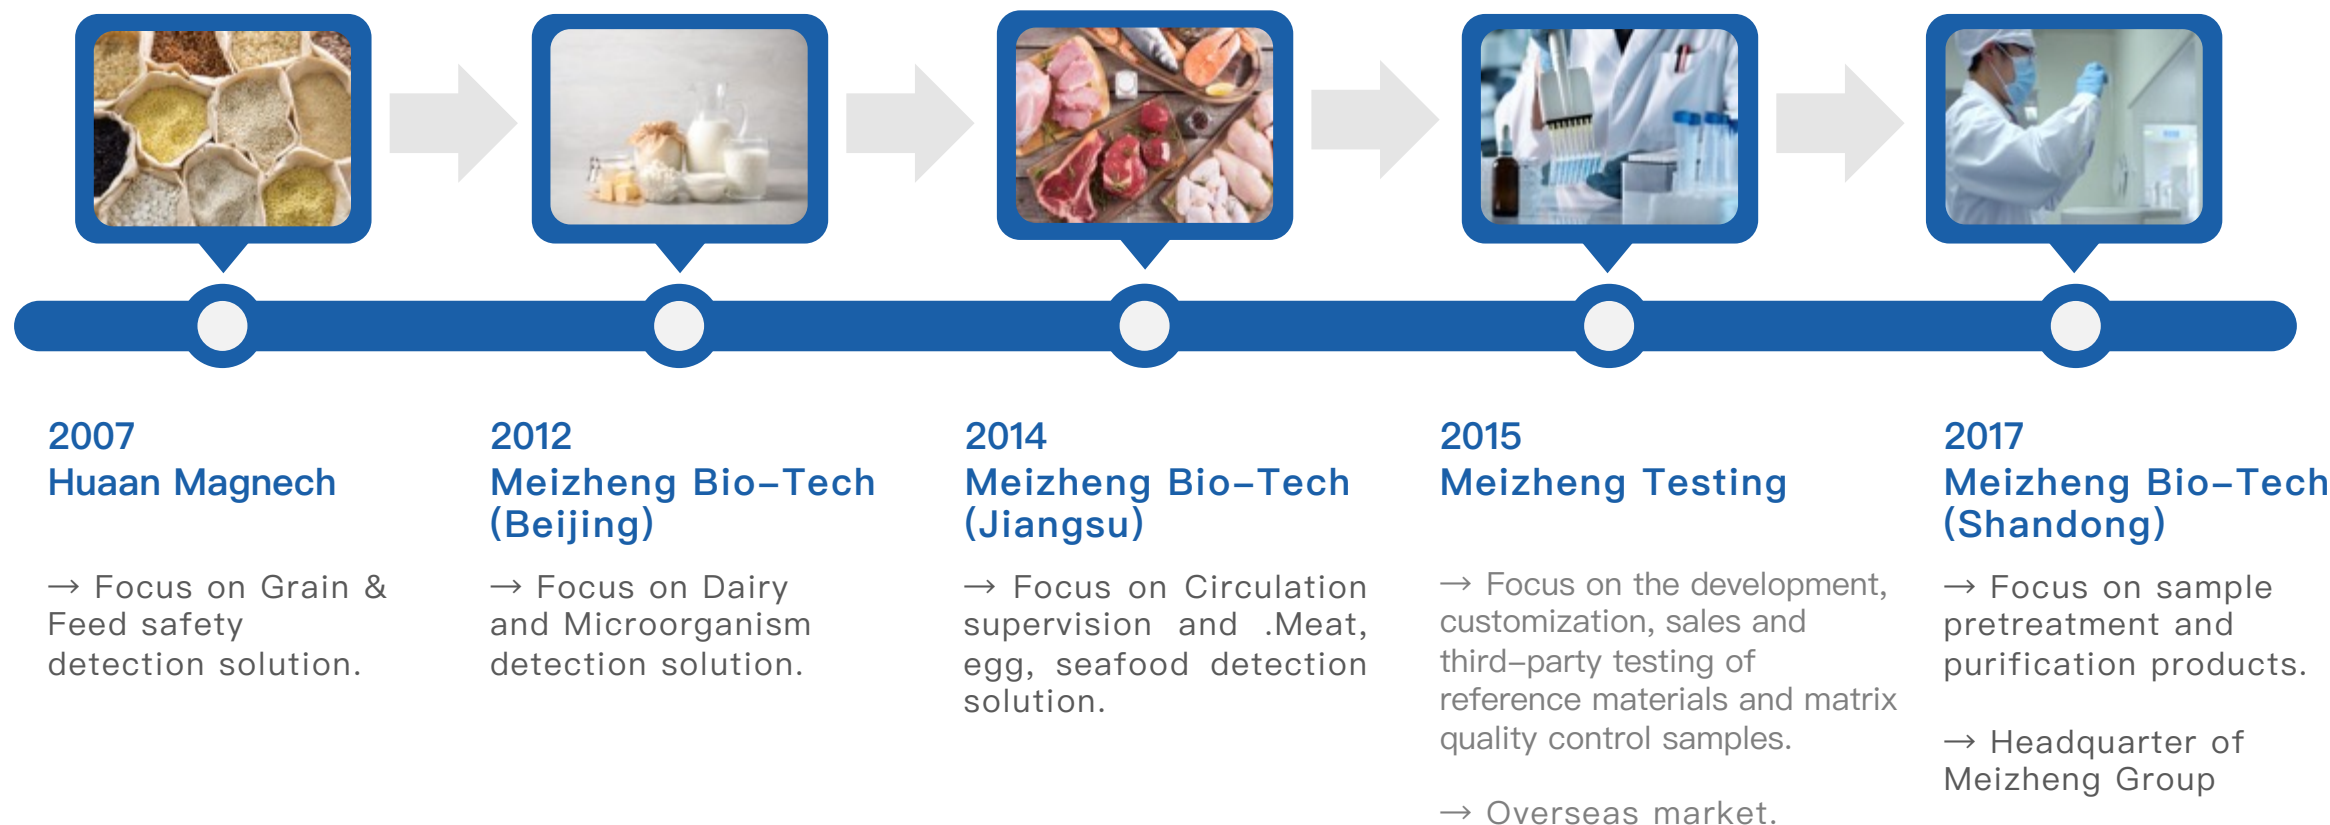 2007
Huaan Magnech
→ Focus on Grain &
Feed safety
detection solution.
2012
Meizheng Bio–Tech
(Beijing)
→ Focus on Dairy
and Microorganism
detection solution.
2014
Meizheng Bio–Tech
(Jiangsu)
→ Focus on Circulation
supervision and .Meat,
egg, seafood detection
solution.
2015
Meizheng Testing
→ Focus on the development,
customization, sales and
third–party testing of
reference materials and matrix
quality control samples.
→ Overseas market.
2017
Meizheng Bio–Tech
(Shandong)
→ Focus on sample
pretreatment and
purification products.
→ Headquarter of
Meizheng Group